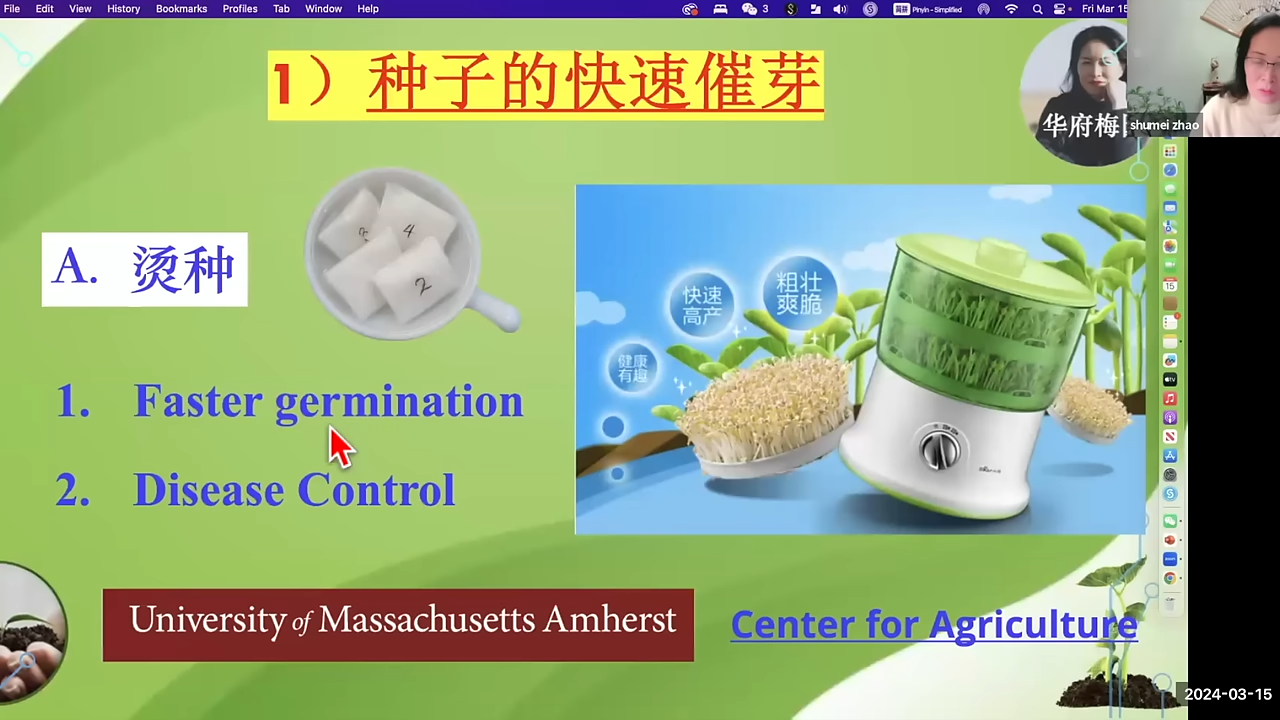 File Edit View History Bookmarks Profiles Tab Window Help
3
Pinyin - Simplified
Fri Mar 15
1）种子的快速催芽
华府梅
shumei zhao
A. 烫种
4
2
快速
高产
粗壮
爽脆
健康
有趣
1. Faster germination
2. Disease Control
University of Massachusetts Amherst
Center for Agriculture
15
2024-03-15